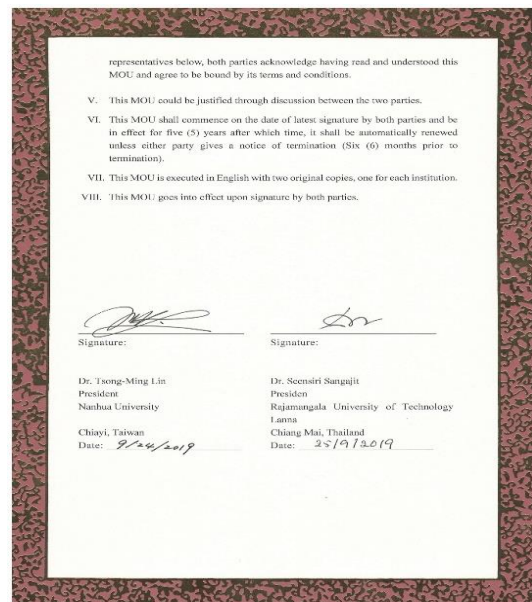 representatives below, both parties acknowledge having read and understood this
MOU and agree to be bound by its terms and conditions.
V. This MOU could be justified through discussion between the two parties.
VI. This MOU shall commence on the date of latest signature by both parties and be
in effect for five (5) years after which time, it shall be automatically renewed
unless either party gives a notice of termination (Six (6) months prior to
termination).
VII. This MOU is executed in English with two original copies, one for each institution.
VIII. This MOU goes into effect upon signature by both parties.
Signature:
Dr. Tsong-Ming Lin
President
Nanhua University
Chiayi, Taiwan
Date: 9/24/2019
Signature:
Dr. Seensiri Sangajit
Presiden
Rajamangala University of Technology
Lanna
Chiang Mai, Thailand
Date: 25/9/2019